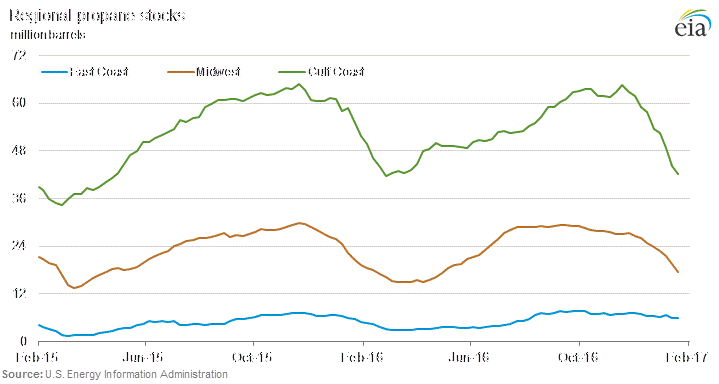 Regional propane stocks
million barrels
eia
72
East Coast Midwest Gulf Coast
60
48
36
24
12
0
Feb-15 Jun-15 Oct-15 Feb-16 Jun-16 Oct-16 Feb-17
Source: U.S. Energy Information Administration